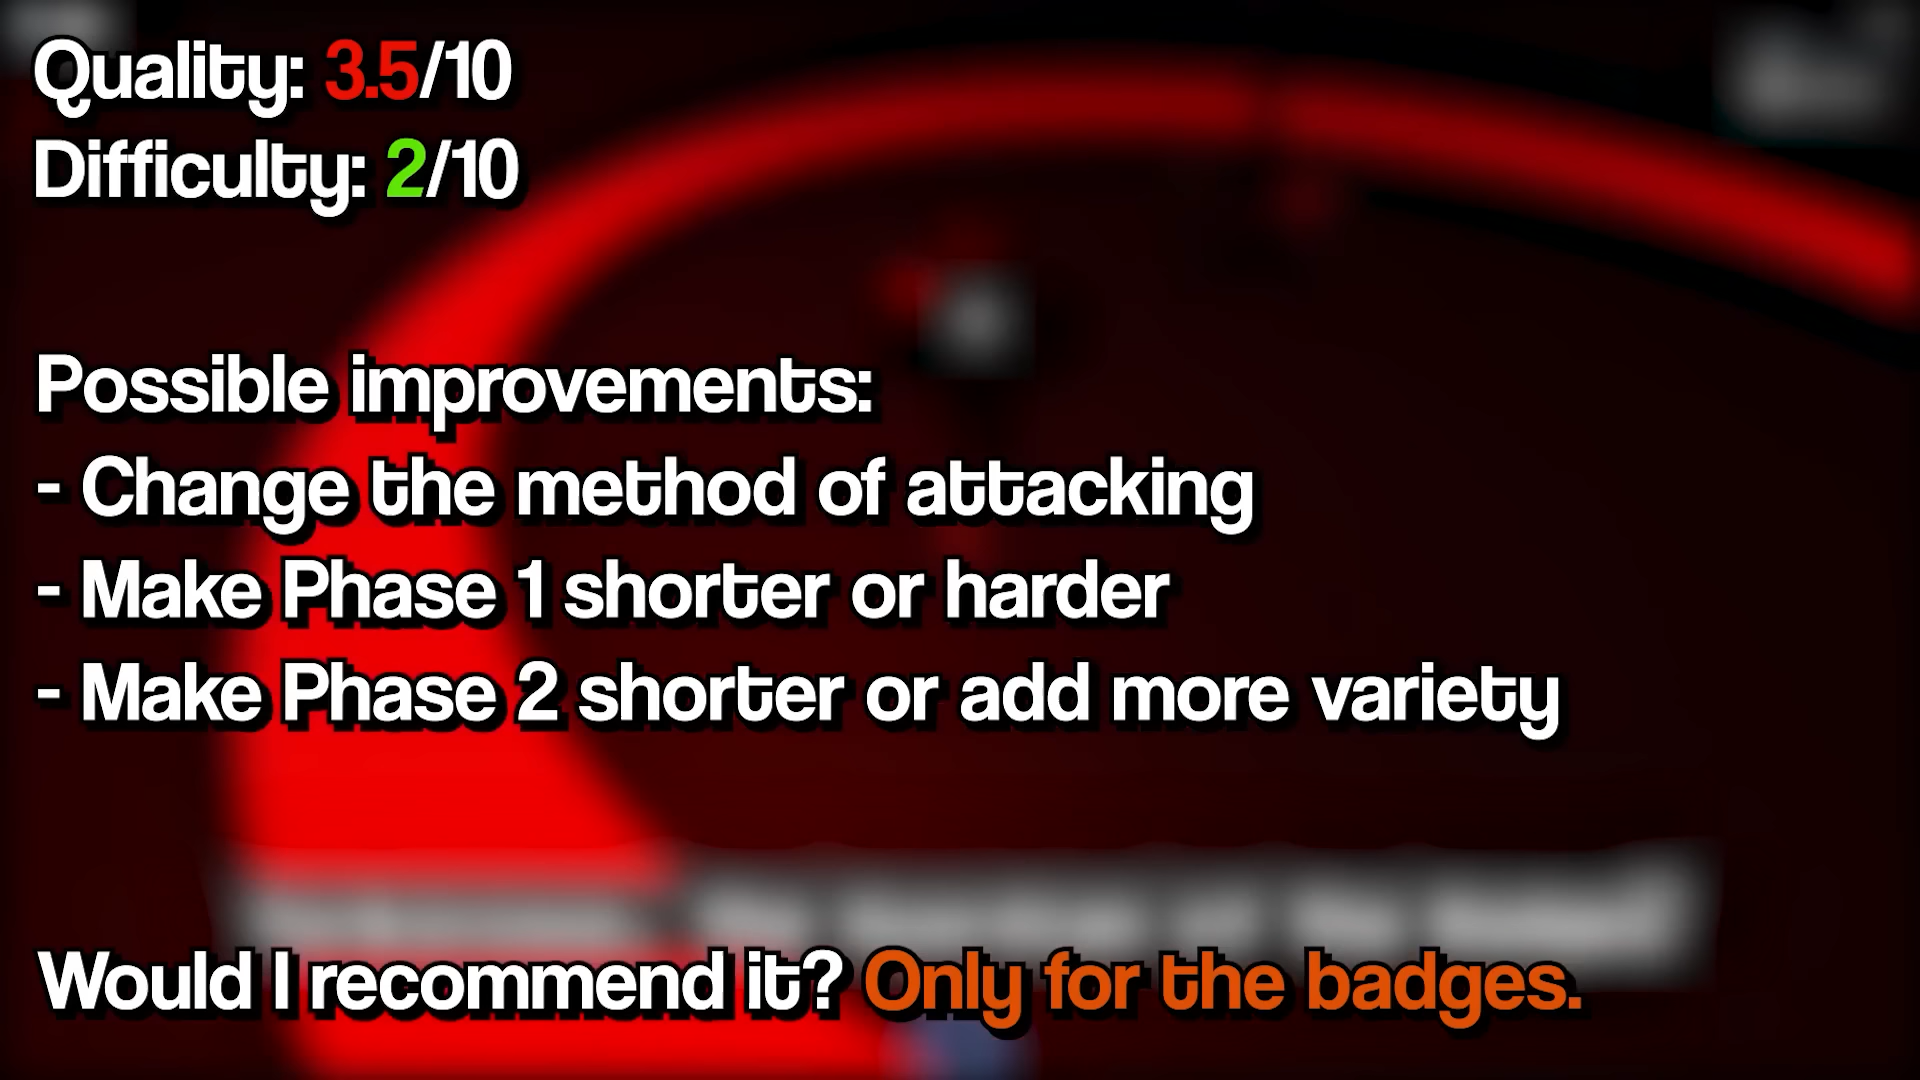 Quality: 3.5/10
Difficulty: 2/10
Possible improvements:
- Change the method of attacking
- Make Phase 1 shorter or harder
- Make Phase 2 shorter or add more variety
Would I recommend it? Only for the badges.